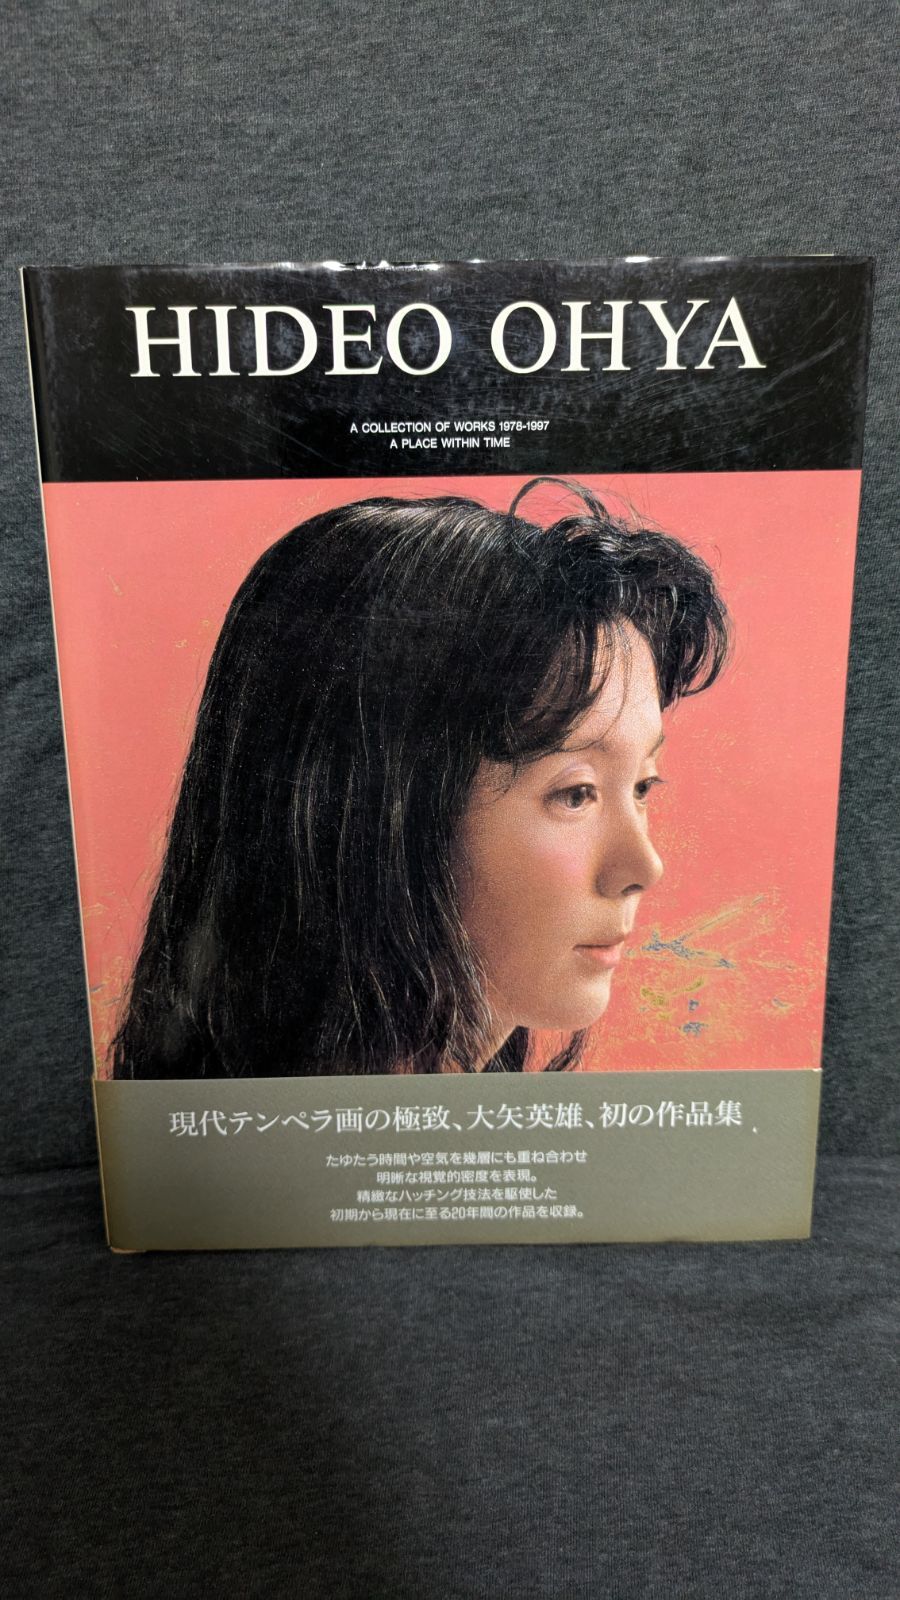 HIDEO OHYA
A COLLECTION OF WORKS 1978-1997
A PLACE WITHIN TIME
現代テンペラ画の極致、大矢英雄、初の作品集
たゆたう時間や空気を幾層にも重ね合わせ
明晰な視覚的密度を表現。
精緻なハッチング技法を駆使した
初期から現在に至る20年間の作品を収録。